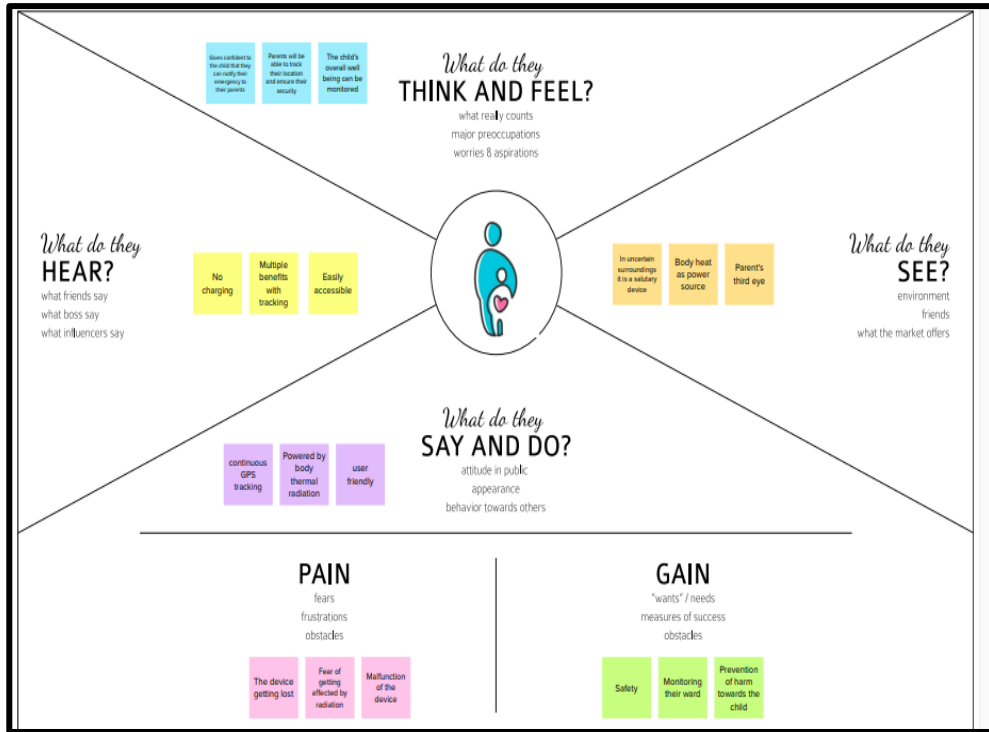 Gives confident to
the child that they
can notify their
emergency to
their parents
Parents will be
able to track
their location
and ensure their
security
The child's
overall well
being can be
monitored
What do they
THINK AND FEEL?
what really counts
major preoccupations
worries & aspirations
What do they
HEAR?
what friends say
what boss say
what influencers say
No
charging
Multiple
benefits
with
tracking
Easily
accessible
In uncertain
surroundings
it is a salutary
device
Body heat
as power
source
Parent's
third eye
What do they
SEE?
environment
friends
what the market offers
What do they
SAY AND DO?
attitude in public
appearance
behavior towards others
continuous
GPS
tracking
Powered by
body
thermal
radiation
user
friendly
PAIN
fears
frustrations
obstacles
The device
getting lost
Fear of
getting
affected by
radiation
Malfunction
of the
device
GAIN
"wants" / needs
measures of success
obstacles
Safety
Monitoring
their ward
Prevention
of harm
towards the
child